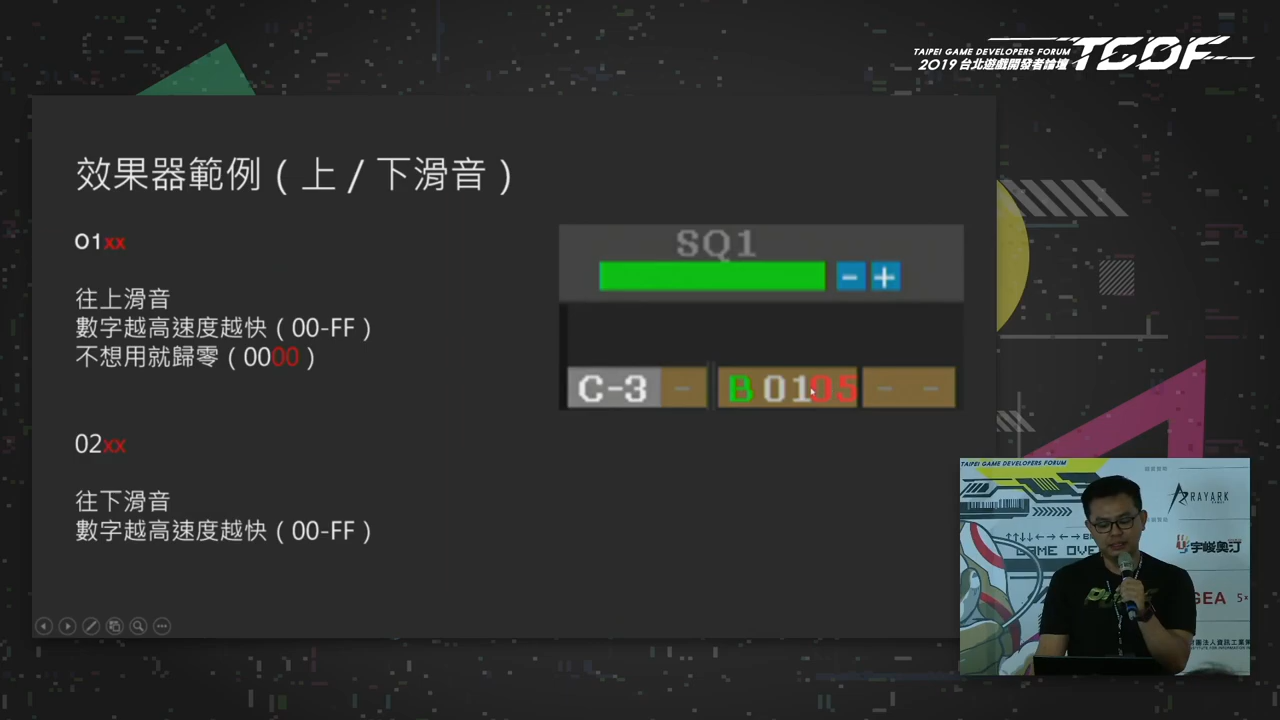 TAIPEI GAME DEVELOPERS FORUM
2019 台北遊戲開發者論壇
TGDF
效果器範例 ( 上 / 下滑音 )
01xx
往上滑音
數字越高速度越快 ( 00-FF )
不想用就歸零 ( 0000 )
02xx
往下滑音
數字越高速度越快 ( 00-FF )
SQ1
- +
C-3 - B 0105 - -
TAIPEI GAME DEVELOPERS FORUM
RAYARK
GAME OVE
宇峻奧汀
GEA